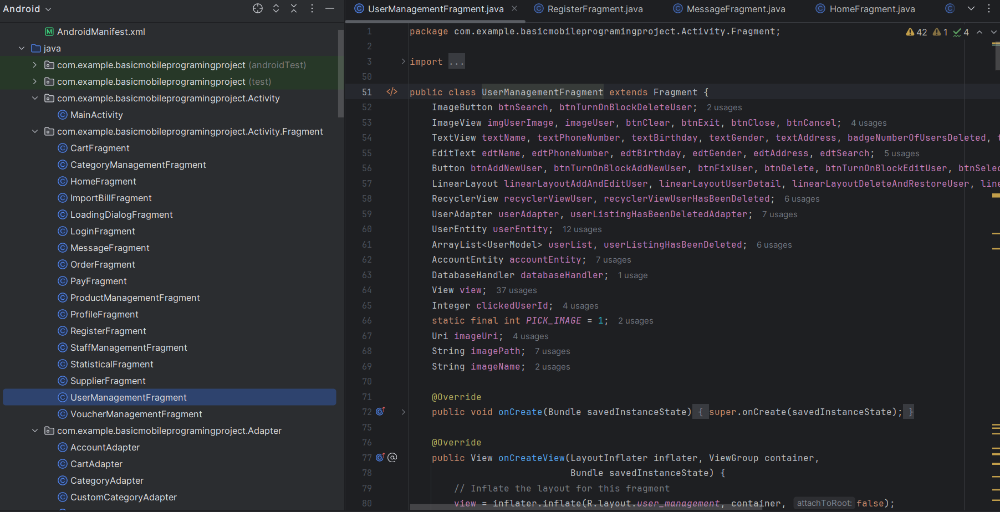 Android
AndroidManifest.xml
java
com.example.basicmobileprogramingproject (androidTest)
com.example.basicmobileprogramingproject (test)
com.example.basicmobileprogramingproject.Activity
MainActivity
com.example.basicmobileprogramingproject.Activity.Fragment
CartFragment
CategoryManagementFragment
HomeFragment
ImportBillFragment
LoadingDialogFragment
LoginFragment
MessageFragment
OrderFragment
PayFragment
ProductManagementFragment
ProfileFragment
RegisterFragment
StaffManagementFragment
StatisticalFragment
SupplierFragment
UserManagementFragment
VoucherManagementFragment
com.example.basicmobileprogramingproject.Adapter
AccountAdapter
CartAdapter
CategoryAdapter
CustomCategoryAdapter
UserManagementFragment.java RegisterFragment.java MessageFragment.java HomeFragment.java
42 1 4
1 package com.example.basicmobileprogramingproject.Activity.Fragment;
2
3 import ...
50
51 public class UserManagementFragment extends Fragment {
52 ImageButton btnSearch, btnTurnOnBlockDeleteUser; 2 usages
53 ImageView imgUserImage, imageUser, btnClear, btnExit, btnClose, btnCancel; 4 usages
54 TextView textName, textPhoneNumber, textBirthday, textGender, textAddress, badgeNumberOfUsersDeleted,
55 EditText edtName, edtPhoneNumber, edtBirthday, edtGender, edtAddress, edtSearch; 5 usages
56 Button btnAddNewUser, btnTurnOnBlockAddNewUser, btnFixUser, btnDelete, btnTurnOnBlockEditUser, btnSelec
57 LinearLayout linearLayoutAddAndEditUser, linearLayoutUserDetail, linearLayoutDeleteAndRestoreUser, line
58 RecyclerView recyclerViewUser, recyclerViewUserHasBeenDeleted; 6 usages
59 UserAdapter userAdapter, userListingHasBeenDeletedAdapter; 7 usages
60 UserEntity userEntity; 12 usages
61 ArrayList<UserModel> userList, userListingHasBeenDeleted; 6 usages
62 AccountEntity accountEntity; 7 usages
63 DatabaseHandler databaseHandler; 1 usage
64 View view; 37 usages
65 Integer clickedUserId; 4 usages
66 static final int PICK_IMAGE = 1; 2 usages
67 Uri imageUri; 4 usages
68 String imagePath; 7 usages
69 String imageName; 2 usages
70
71 @Override
72 public void onCreate(Bundle savedInstanceState) { super.onCreate(savedInstanceState); }
75
76 @Override
77 public View onCreateView(LayoutInflater inflater, ViewGroup container,
78 Bundle savedInstanceState) {
79 // Inflate the layout for this fragment
80 view = inflater.inflate(R.layout.user_management, container, attachToRoot: false);